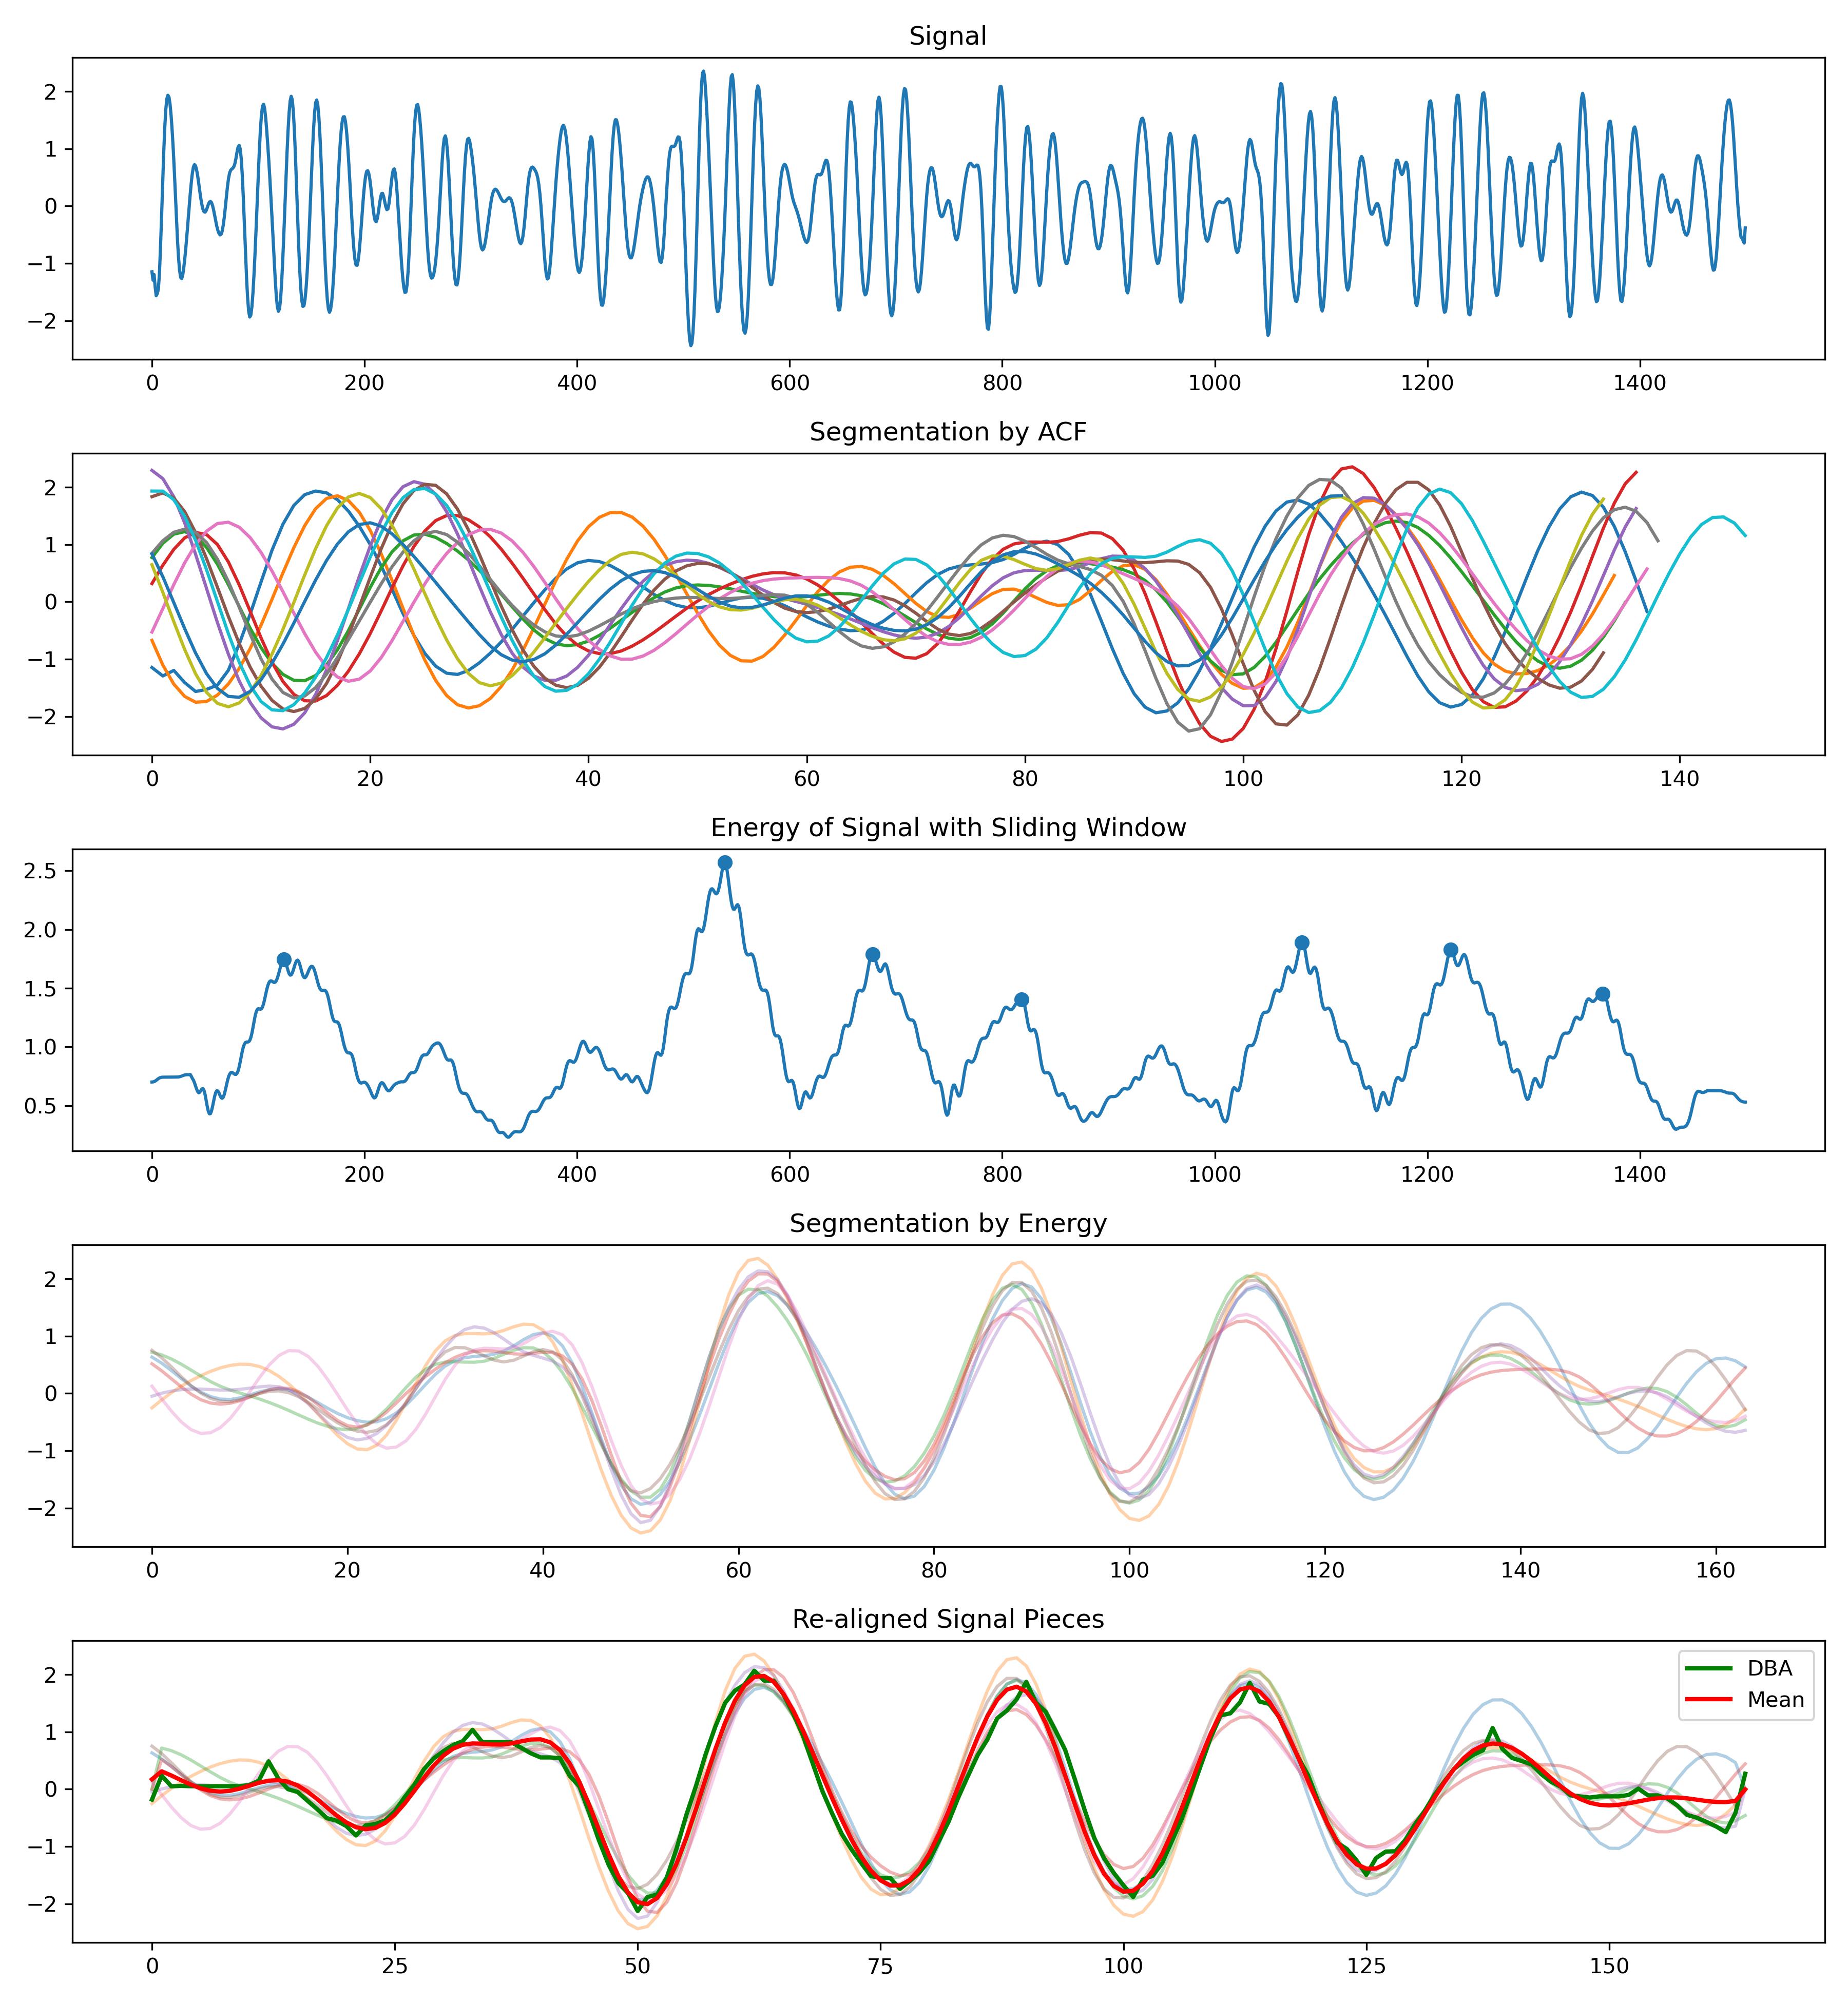 Signal
2
1
0
−1
−2
0 200 400 600 800 1000 1200 1400
Segmentation by ACF
2
1
0
−1
−2
0 20 40 60 80 100 120 140
Energy of Signal with Sliding Window
2.5
2.0
1.5
1.0
0.5
0 200 400 600 800 1000 1200 1400
Segmentation by Energy
2
1
0
−1
−2
0 20 40 60 80 100 120 140 160
Re-aligned Signal Pieces
DBA
Mean
2
1
0
−1
−2
0 25 50 75 100 125 150